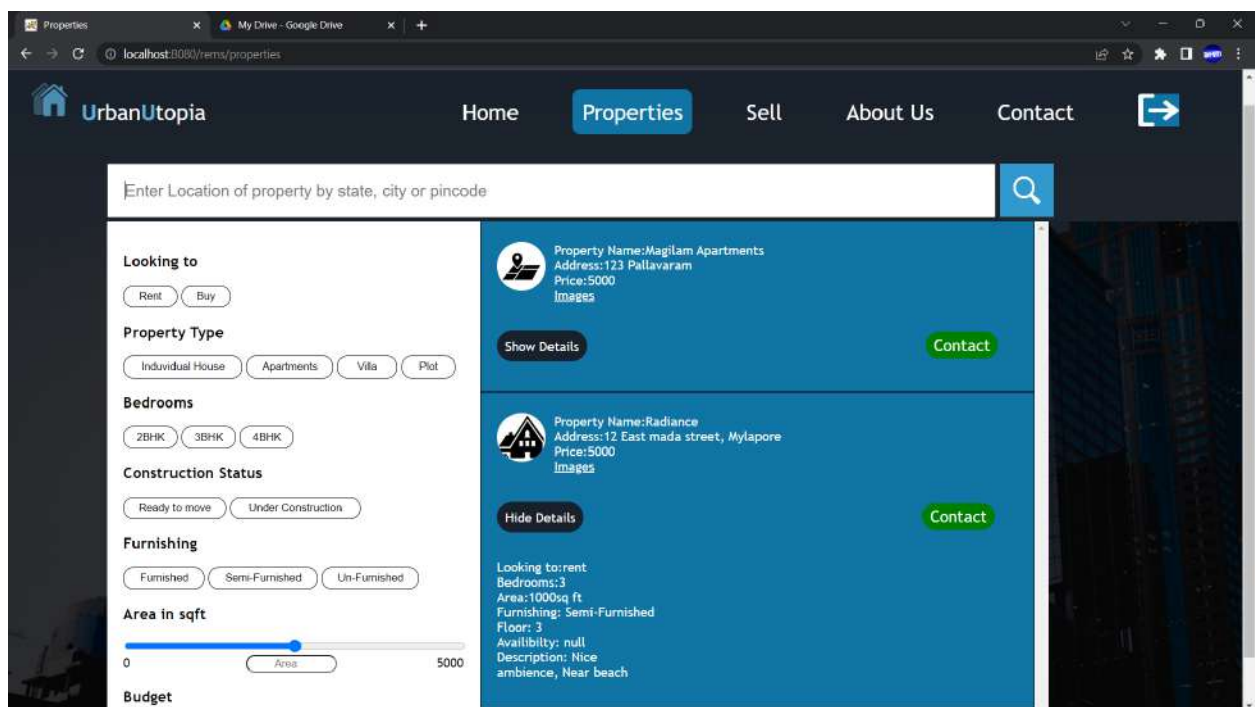 Properties
My Drive - Google Drive
localhost:8080/rems/properties
UrbanUtopia
Home
Properties
Sell
About Us
Contact
Enter Location of property by state, city or pincode
Looking to
Rent
Buy
Property Type
Induvidual House
Apartments
Villa
Plot
Bedrooms
2BHK
3BHK
4BHK
Construction Status
Ready to move
Under Construction
Furnishing
Furnished
Semi-Furnished
Un-Furnished
Area in sqft
0
Area
5000
Budget
Property Name:Magilam Apartments
Address:123 Pallavaram
Price:5000
Images
Show Details
Contact
Property Name:Radiance
Address:12 East mada street, Mylapore
Price:5000
Images
Hide Details
Contact
Looking to:rent
Bedrooms:3
Area:1000sq ft
Furnishing: Semi-Furnished
Floor: 3
Availibilty: null
Description: Nice
ambience, Near beach